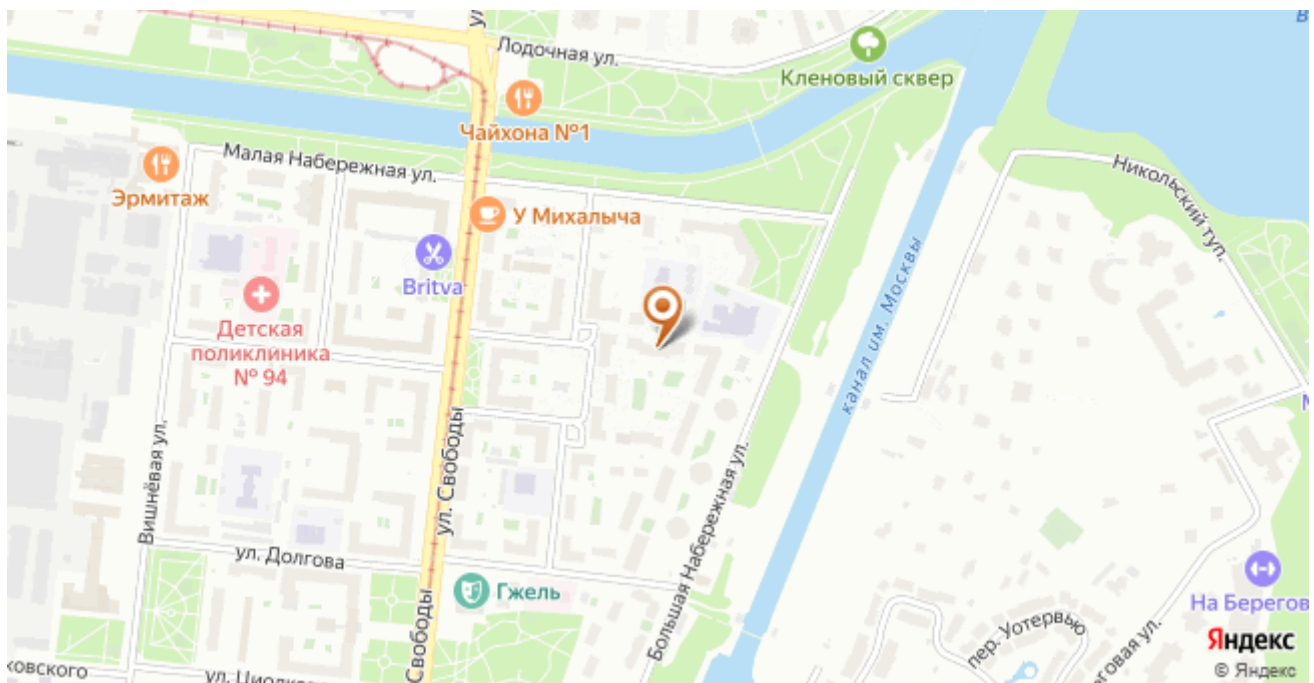 Лодочная ул.
Кленовый сквер
Чайхона №1
Малая Набережная ул.
Эрмитаж
У Михалыча
Britva
Никольский туп.
Детская
поликлиника
№ 94
канал им. Москвы
ул. Свободы
Вишнёвая ул.
Большая Набережная ул.
ул. Долгова
Гжель
На Берегов
пер. Уотервью
Свободы
Яндекс
© Яндекс